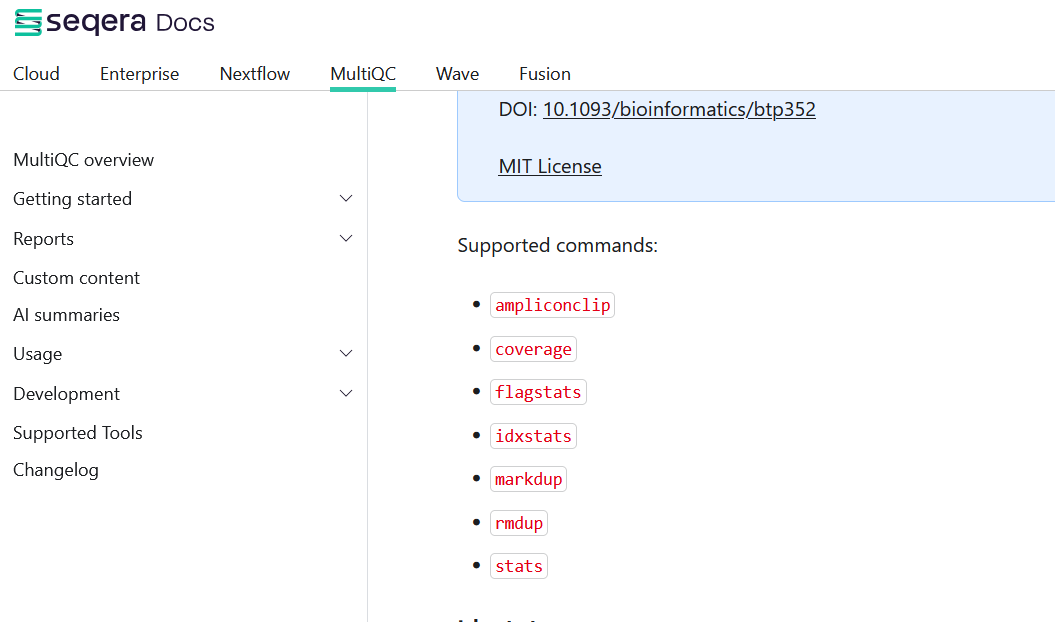 seqera Docs
Cloud Enterprise Nextflow MultiQC Wave Fusion
MultiQC overview
Getting started
Reports
Custom content
AI summaries
Usage
Development
Supported Tools
Changelog
DOI: 10.1093/bioinformatics/btp352
MIT License
Supported commands:
• ampliconclip
• coverage
• flagstats
• idxstats
• markdup
• rmdup
• stats